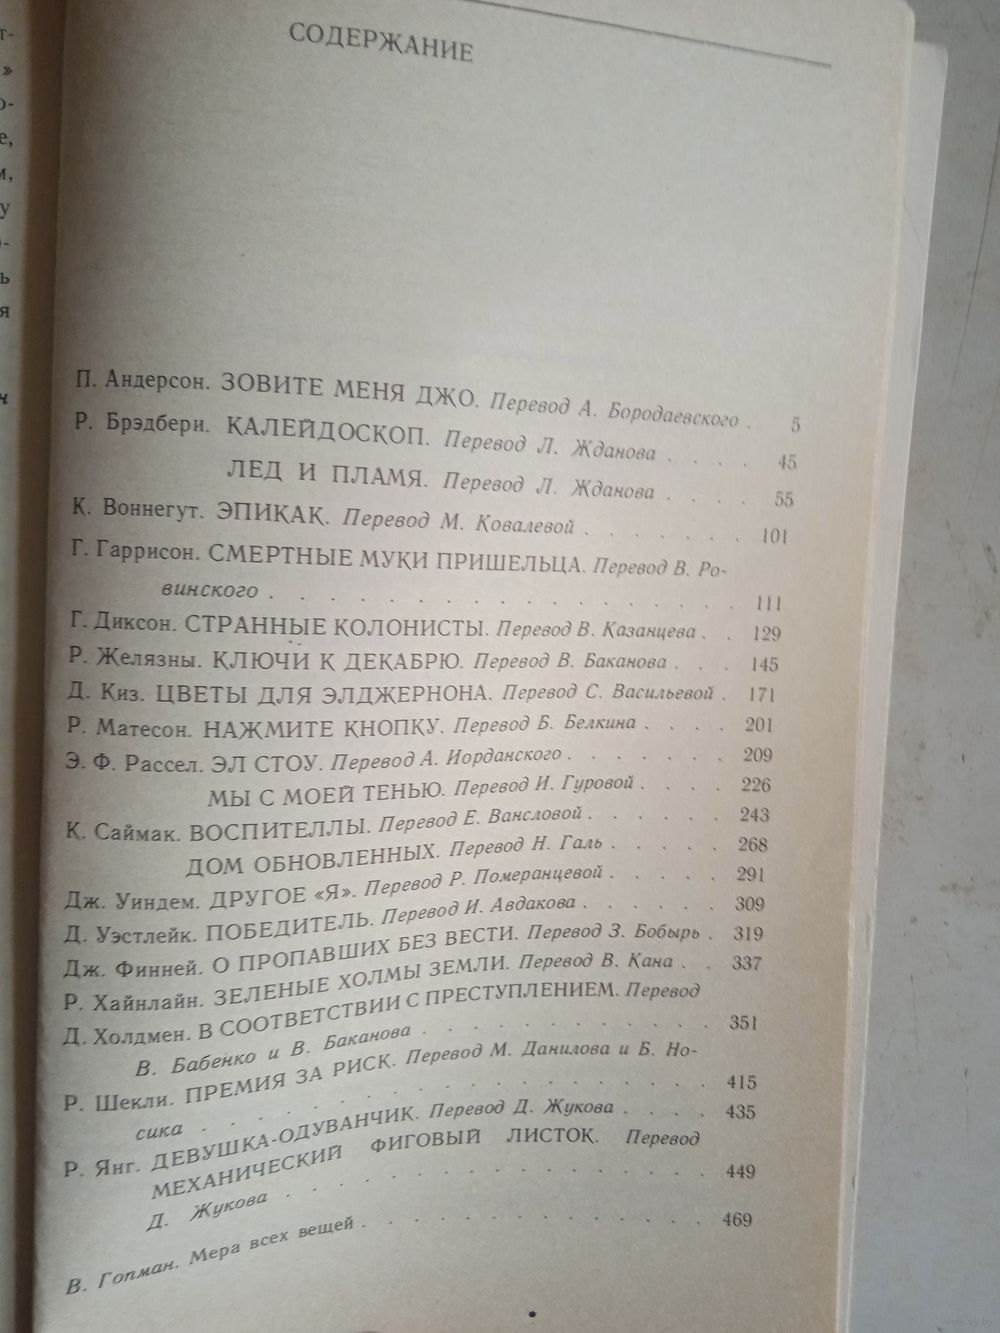 СОДЕРЖАНИЕ
П. Андерсон. ЗОВИТЕ МЕНЯ ДЖО. Перевод А. Бородаевского . 5
Р. Брэдбери. КАЛЕЙДОСКОП. Перевод Л. Жданова . . . . 45
ЛЕД И ПЛАМЯ. Перевод Л. Жданова . . . . 55
К. Воннегут. ЭПИКАК. Перевод М. Ковалевой . . . . . . . 101
Г. Гаррисон. СМЕРТНЫЕ МУКИ ПРИШЕЛЬЦА. Перевод В. Ро-
винского . . . . . . . . . . . . . . . . . 111
Г. Диксон. СТРАННЫЕ КОЛОНИСТЫ. Перевод В. Казанцева . . 129
Р. Желязны. КЛЮЧИ К ДЕКАБРЮ. Перевод В. Баканова . . . 145
Д. Киз. ЦВЕТЫ ДЛЯ ЭЛДЖЕРНОНА. Перевод С. Васильевой . 171
Р. Матесон. НАЖМИТЕ КНОПКУ. Перевод Б. Белкина . . . . 201
Э. Ф. Рассел. ЭЛ СТОУ. Перевод А. Иорданского . . . . . . . 209
МЫ С МОЕЙ ТЕНЬЮ. Перевод И. Гуровой . . . . 226
К. Саймак. ВОСПИТЕЛЛЫ. Перевод Е. Вансловой . . . . . . 243
ДОМ ОБНОВЛЕННЫХ. Перевод Н. Галь . . . . . 268
Дж. Уиндем. ДРУГОЕ «Я». Перевод Р. Померанцевой . . . . . 291
Д. Уэстлейк. ПОБЕДИТЕЛЬ. Перевод И. Авдакова . . . . . . 309
Дж. Финней. О ПРОПАВШИХ БЕЗ ВЕСТИ. Перевод З. Бобырь . 319
Р. Хайнлайн. ЗЕЛЕНЫЕ ХОЛМЫ ЗЕМЛИ. Перевод В. Кана . . 337
Д. Холдмен. В СООТВЕТСТВИИ С ПРЕСТУПЛЕНИЕМ. Перевод
В. Бабенко и В. Баканова . . . . . . . . . . . 351
Р. Шекли. ПРЕМИЯ ЗА РИСК. Перевод М. Данилова и Б. Но-
сика . . . . . . . . . . . . . . . . . 415
Р. Янг. ДЕВУШКА-ОДУВАНЧИК. Перевод Д. Жукова . . . . 435
МЕХАНИЧЕСКИЙ ФИГОВЫЙ ЛИСТОК. Перевод
Д. Жукова . . . . . . . . . . . . . . . 449
В. Гопман. Мера всех вещей . . . . . . . . . . . . 469
www.ay.by